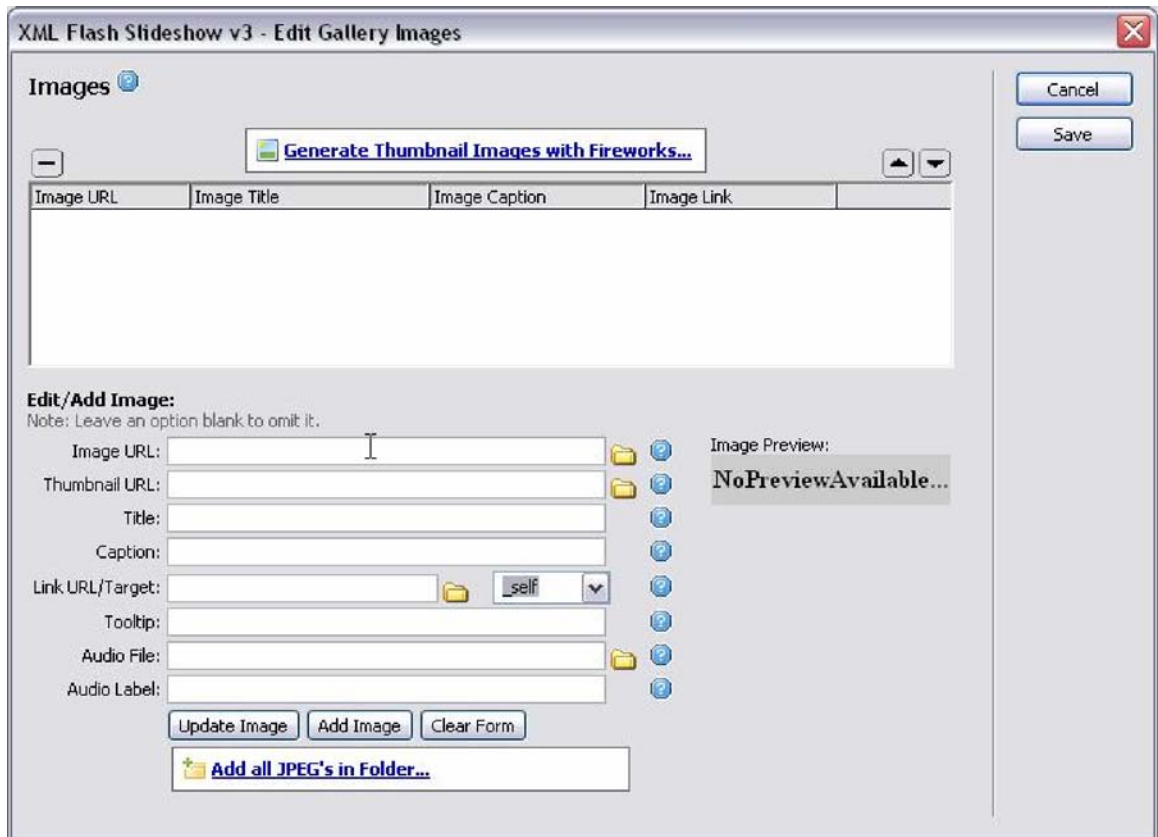 XML Flash Slideshow v3 - Edit Gallery Images
Images
Cancel
Save
Generate Thumbnail Images with Fireworks...
Image URL Image Title Image Caption Image Link
Edit/Add Image:
Note: Leave an option blank to omit it.
Image URL:
Image Preview:
NoPreviewAvailable...
Thumbnail URL:
Title:
Caption:
Link URL/Target: _self
Tooltip:
Audio File:
Audio Label:
Update Image Add Image Clear Form
Add all JPEG's in Folder...